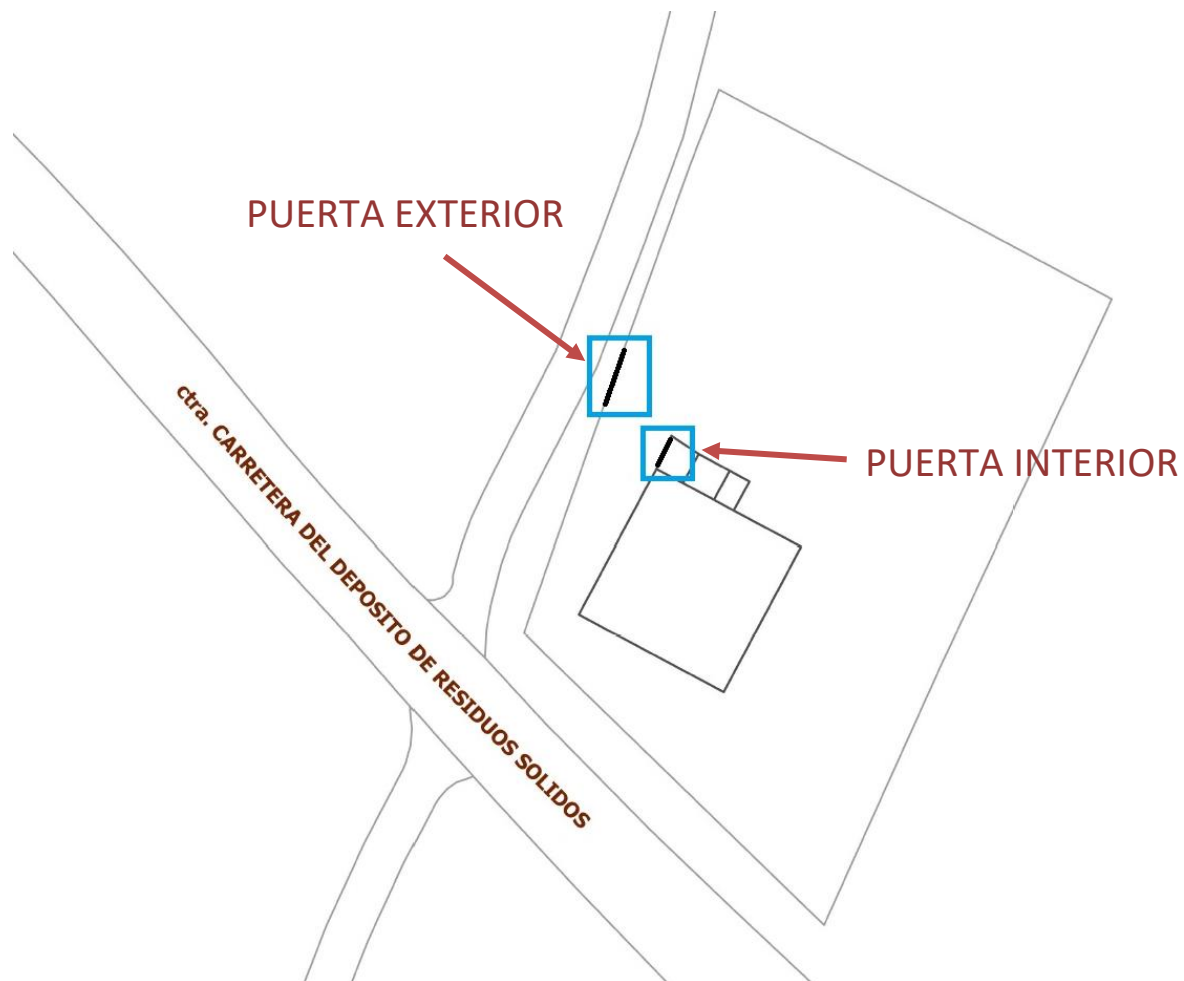 PUERTA EXTERIOR
ctra. CARRETERA DEL DEPOSITO DE RESIDUOS SOLIDOS
PUERTA INTERIOR